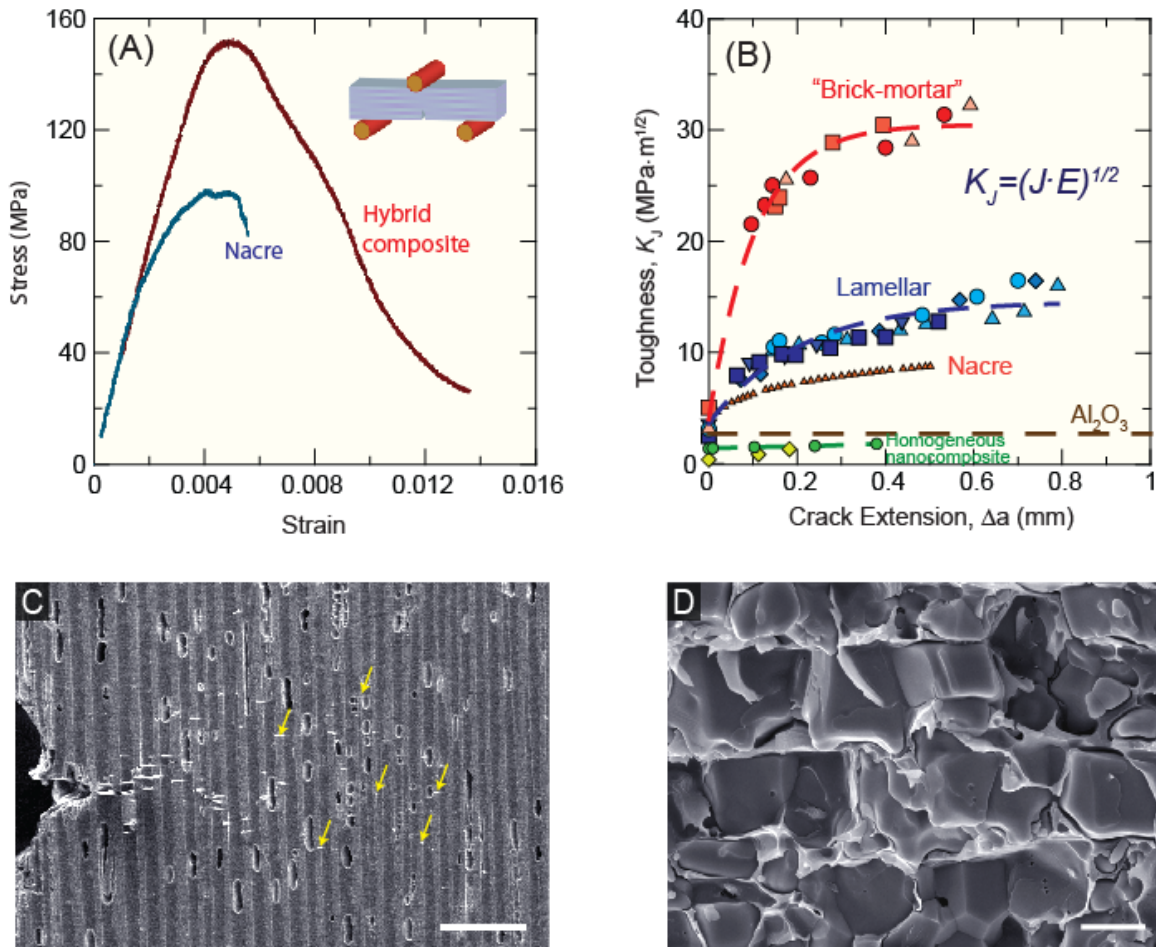 (A)
160
120
80
40
0
Stress (MPa)
Hybrid
composite
Nacre
0
0.004
0.008
0.012
0.016
Strain
(B)
40
30
20
10
0
Toughness, K_J (MPa·m^1/2)
"Brick-mortar"
K_J=(J·E)^1/2
Lamellar
Nacre
Al₂O₃
Homogeneous
nanocomposite
0
0.2
0.4
0.6
0.8
1
Crack Extension, Δa (mm)
C
D